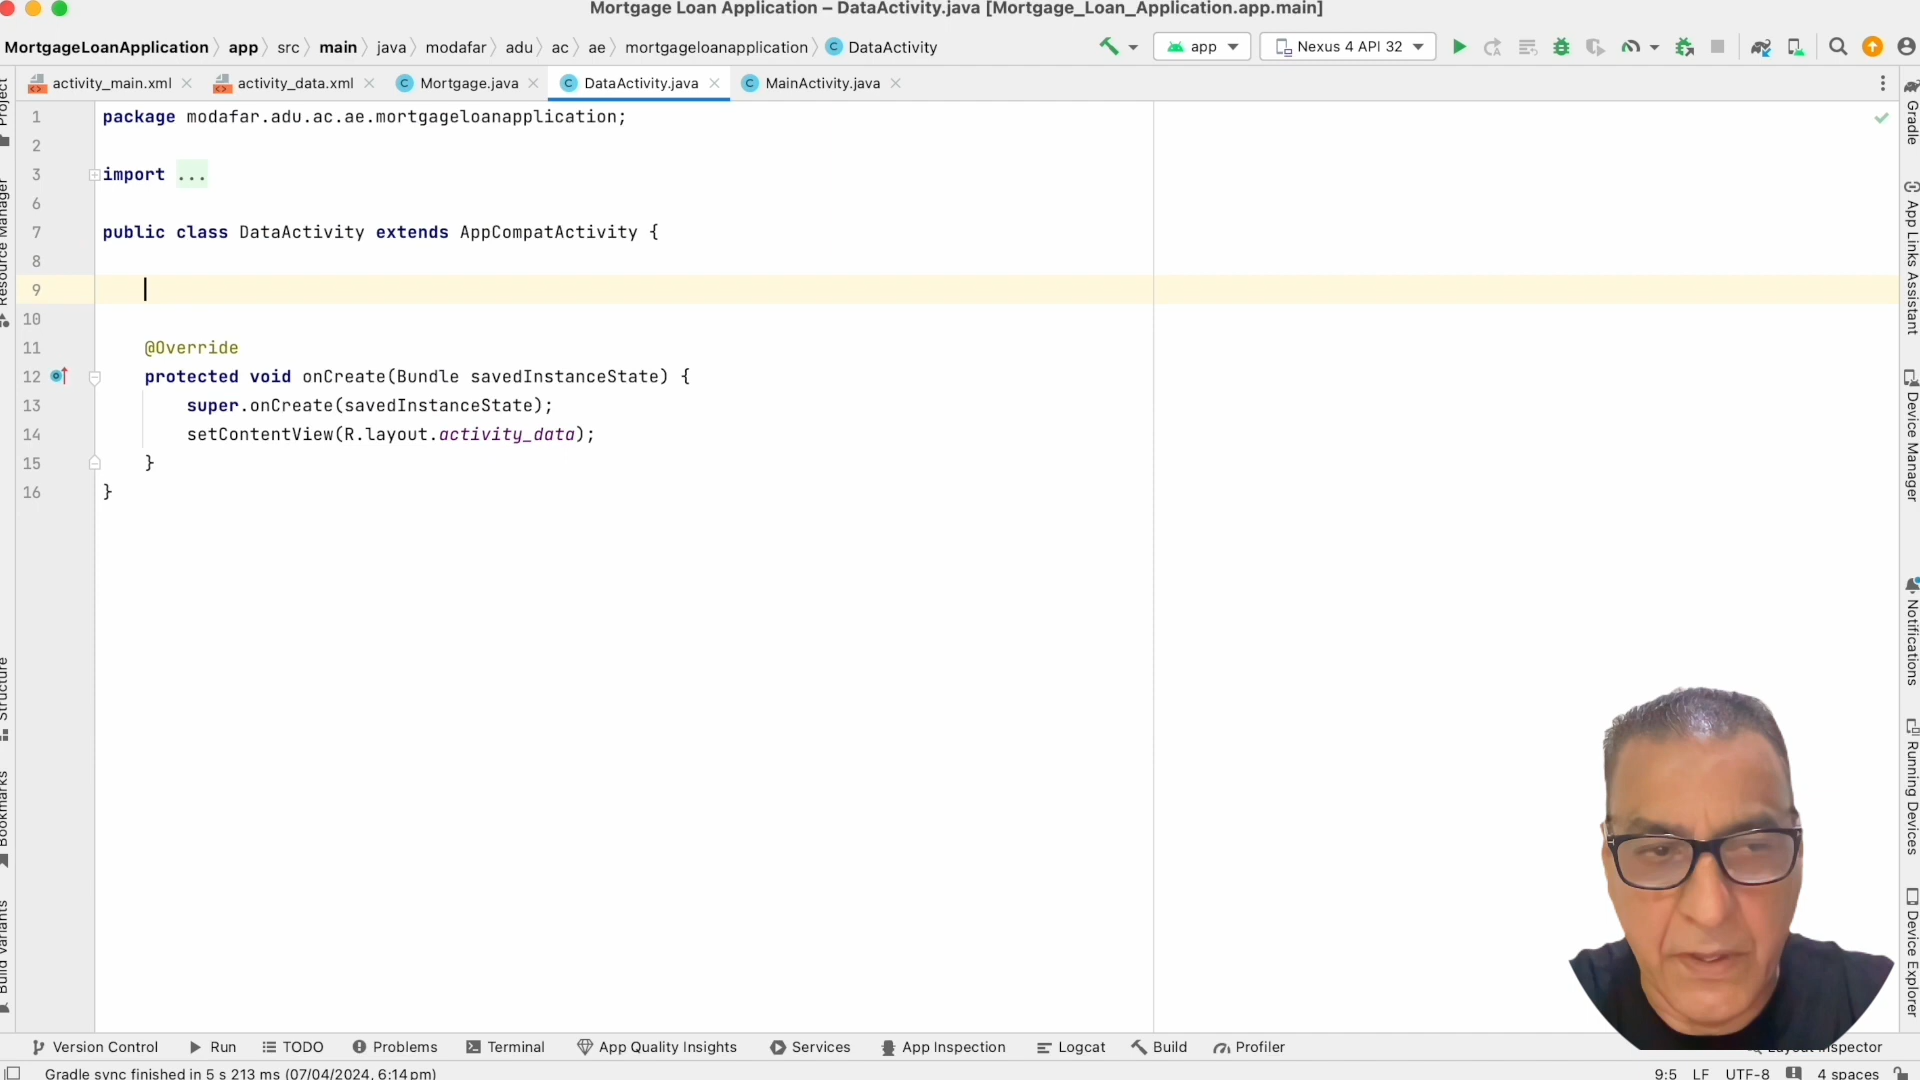 Mortgage Loan Application – DataActivity.java [Mortgage_Loan_Application.app.main]
MortgageLoanApplication app src main java modafar adu ac ae mortgageloanapplication DataActivity app Nexus 4 API 32
activity_main.xml activity_data.xml Mortgage.java DataActivity.java MainActivity.java
1 package modafar.adu.ac.ae.mortgageloanapplication;
2
3 import ...
6
7 public class DataActivity extends AppCompatActivity {
8
9
10
11 @Override
12 protected void onCreate(Bundle savedInstanceState) {
13 super.onCreate(savedInstanceState);
14 setContentView(R.layout.activity_data);
15 }
16 }
Project
Resource Manager
Structure
Bookmarks
Build Variants
Gradle
App Links Assistant
Device Manager
Notifications
Running Devices
Device Explorer
Version Control Run TODO Problems Terminal App Quality Insights Services App Inspection Logcat Build Profiler Layout Inspector
Gradle sync finished in 5 s 213 ms (07/04/2024, 6:14 pm) 9:5 LF UTF-8 4 spaces